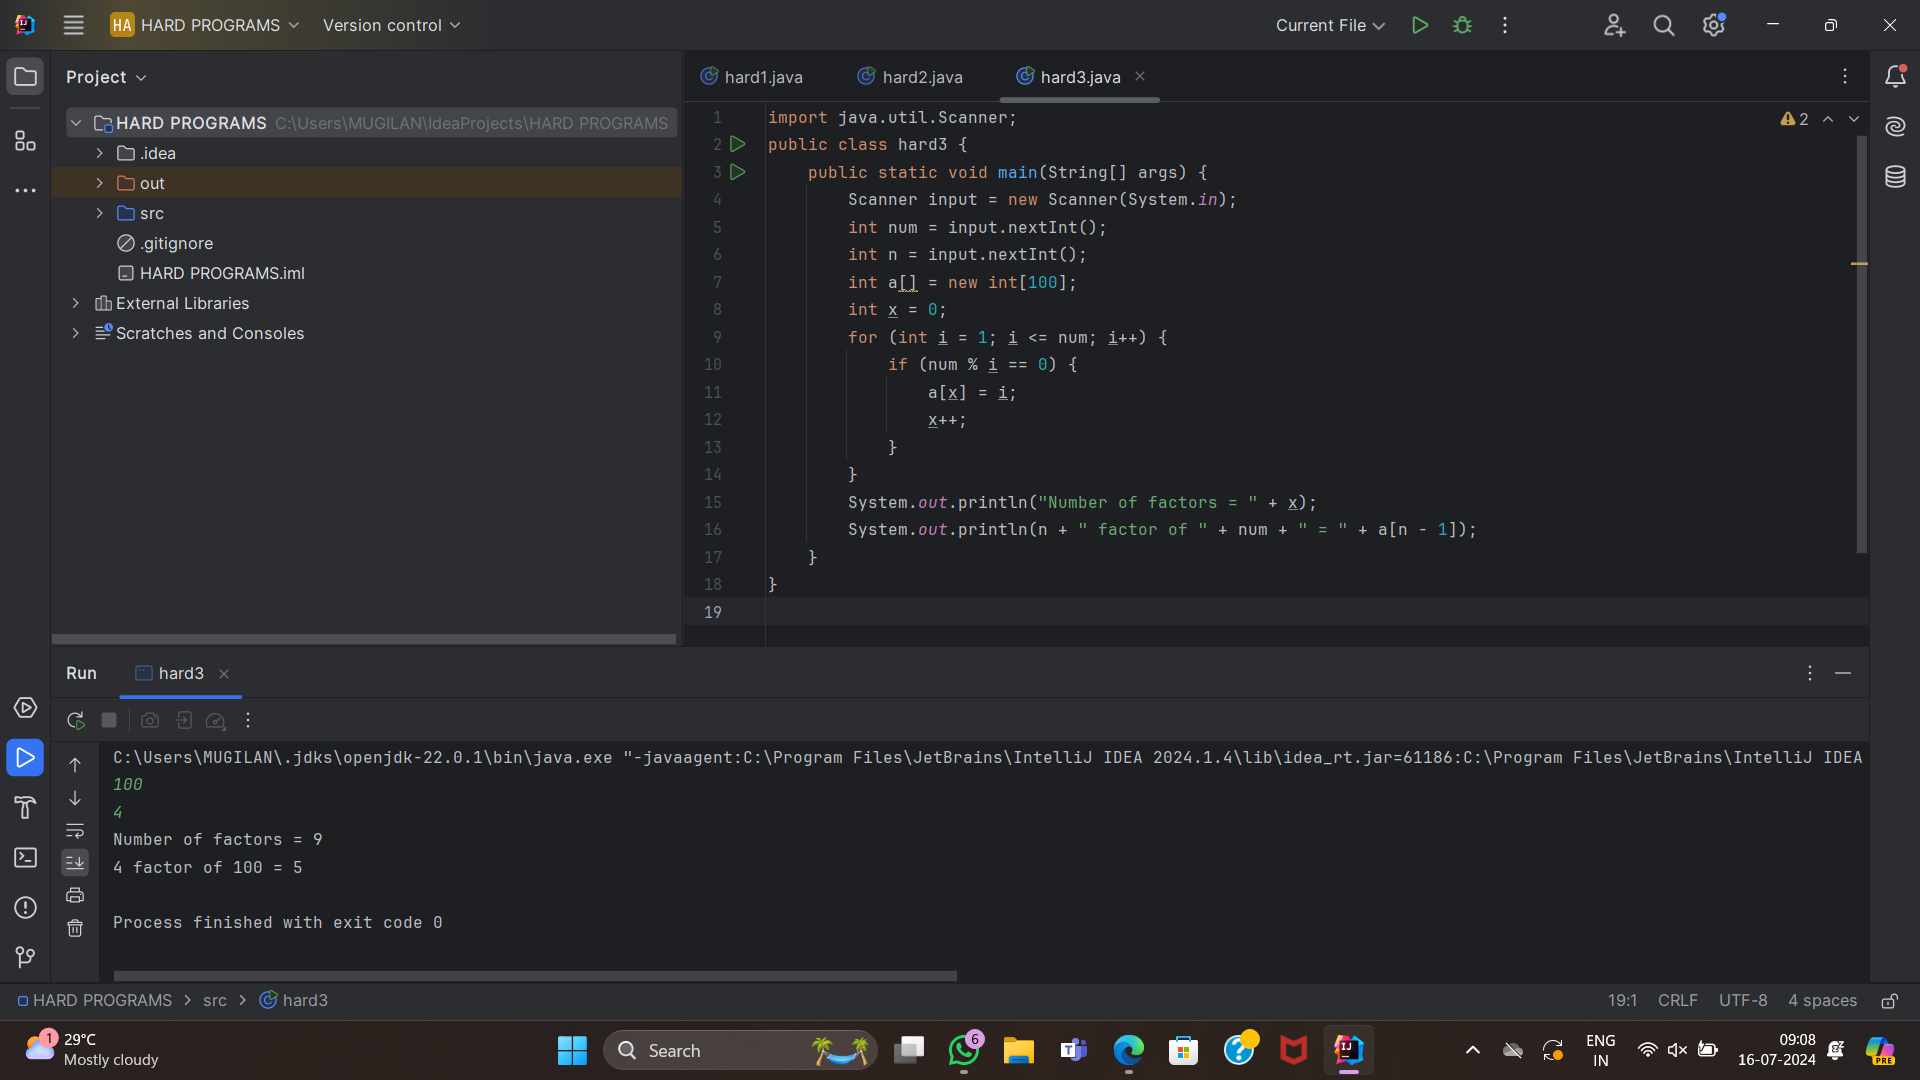 HA HARD PROGRAMS Version control Current File
Project
hard1.java hard2.java hard3.java
HARD PROGRAMS C:\Users\MUGILAN\IdeaProjects\HARD PROGRAMS
.idea
out
src
.gitignore
HARD PROGRAMS.iml
External Libraries
Scratches and Consoles
2
1 import java.util.Scanner;
2 public class hard3 {
3 public static void main(String[] args) {
4 Scanner input = new Scanner(System.in);
5 int num = input.nextInt();
6 int n = input.nextInt();
7 int a[] = new int[100];
8 int x = 0;
9 for (int i = 1; i <= num; i++) {
10 if (num % i == 0) {
11 a[x] = i;
12 x++;
13 }
14 }
15 System.out.println("Number of factors = " + x);
16 System.out.println(n + " factor of " + num + " = " + a[n - 1]);
17 }
18 }
19
Run hard3
C:\Users\MUGILAN\.jdks\openjdk-22.0.1\bin\java.exe "-javaagent:C:\Program Files\JetBrains\IntelliJ IDEA 2024.1.4\lib\idea_rt.jar=61186:C:\Program Files\JetBrains\IntelliJ IDEA
100
4
Number of factors = 9
4 factor of 100 = 5
Process finished with exit code 0
HARD PROGRAMS > src > hard3 19:1 CRLF UTF-8 4 spaces
1 29°C
Mostly cloudy
Search
6
ENG
IN
09:08
16-07-2024
PRE